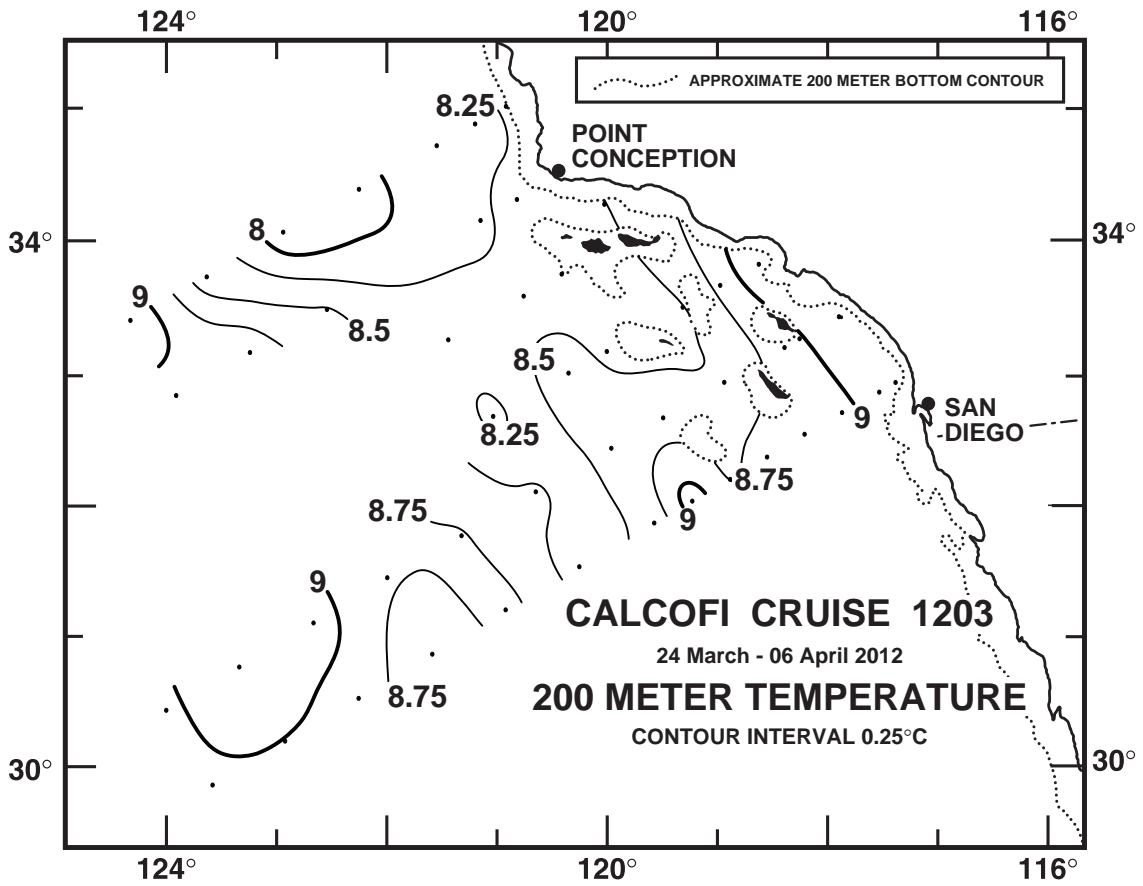 124° 120° 116°
APPROXIMATE 200 METER BOTTOM CONTOUR
8.25
POINT
CONCEPTION
8
34° 34°
9
8.5
8.5
9
SAN
DIEGO
8.25
8.75
8.75
9
9
CALCOFI CRUISE 1203
24 March - 06 April 2012
8.75
200 METER TEMPERATURE
CONTOUR INTERVAL 0.25°C
30° 30°
124° 120° 116°